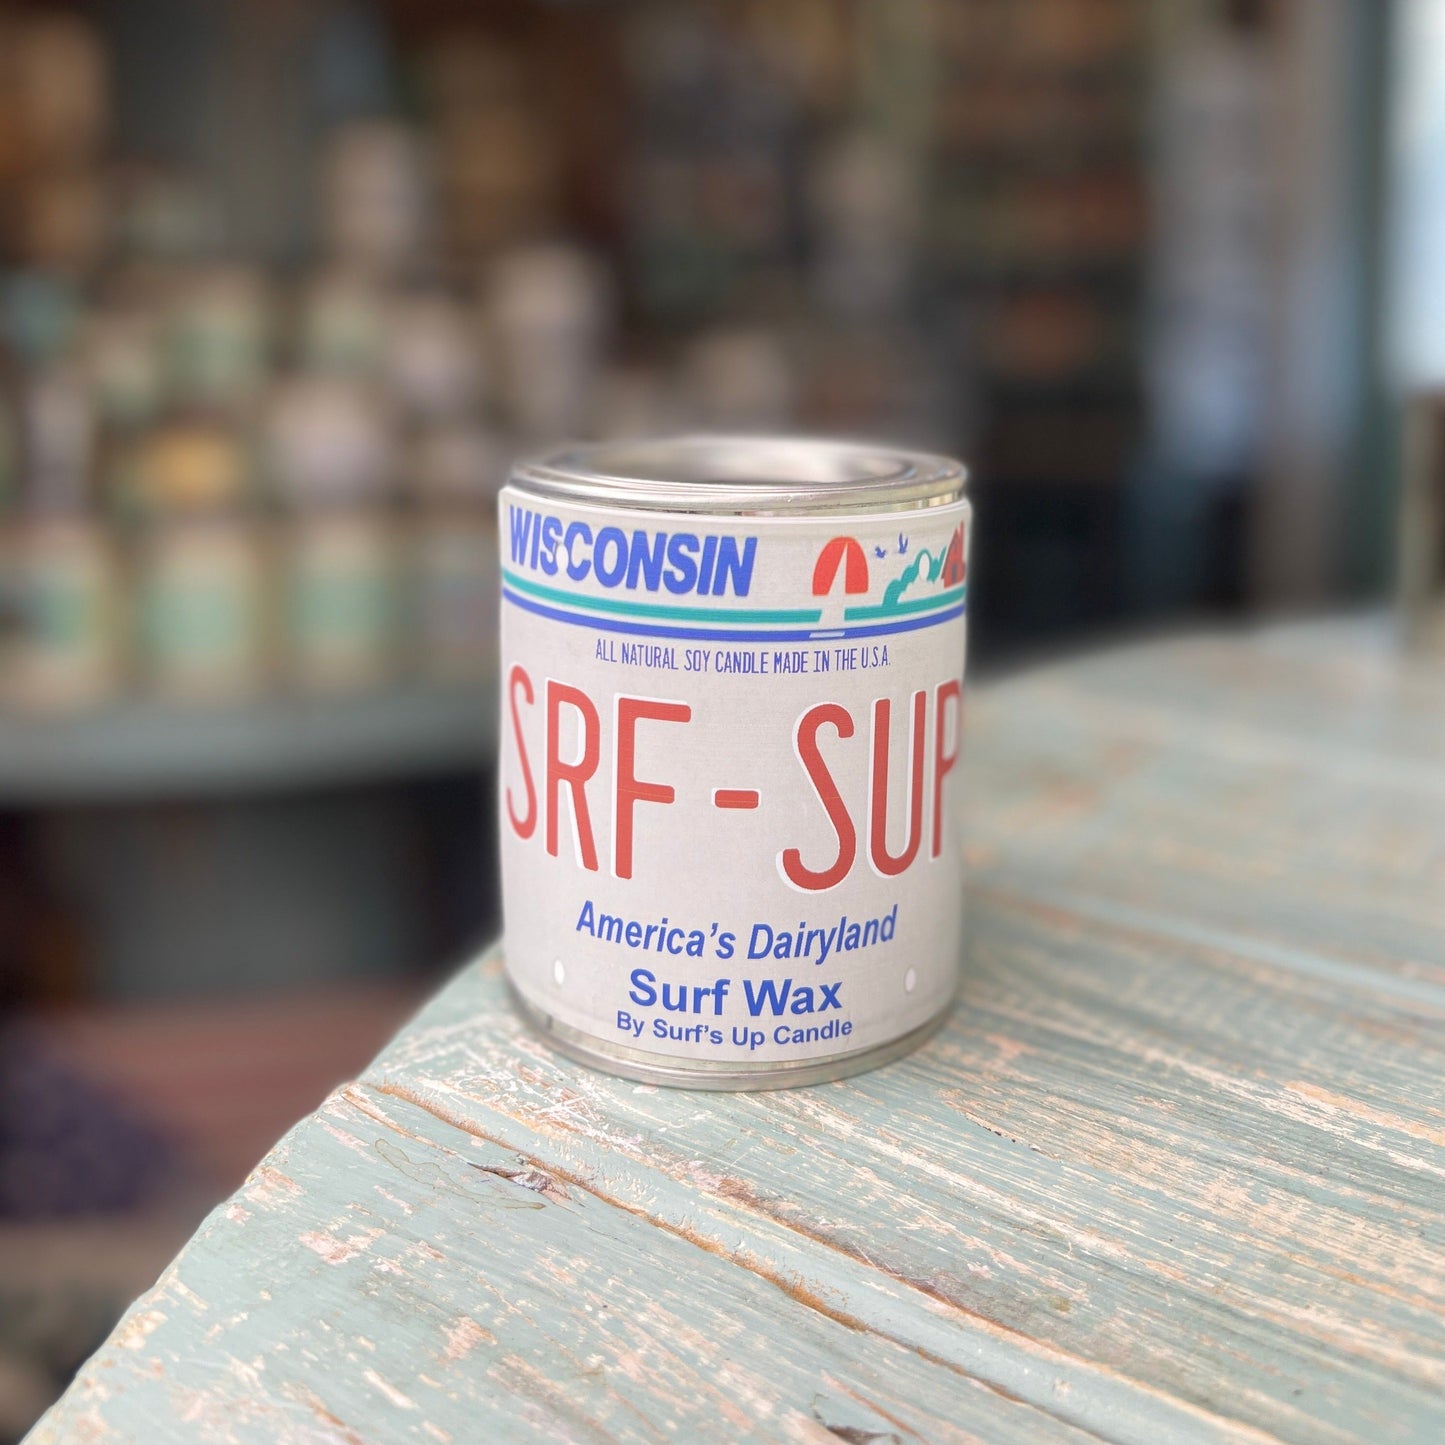 WISCONSIN
ALL NATURAL SOY CANDLE MADE IN THE U.S.A.
SRF-SUP
America's Dairyland
Surf Wax
By Surf's Up Candle